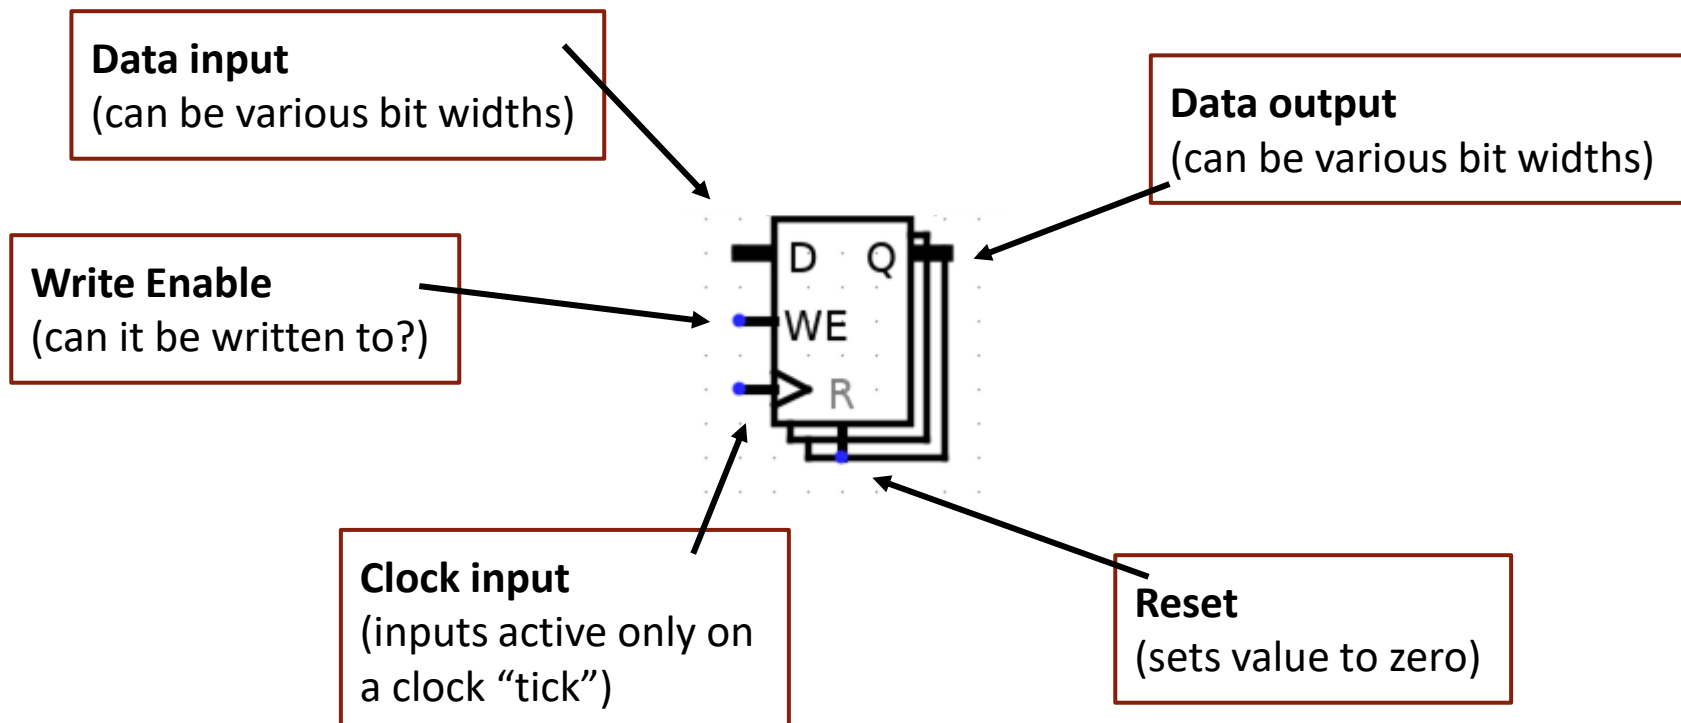 Data input
(can be various bit widths)
Data output
(can be various bit widths)
Write Enable
(can it be written to?)
D Q
WE
R
Clock input
(inputs active only on
a clock “tick”)
Reset
(sets value to zero)